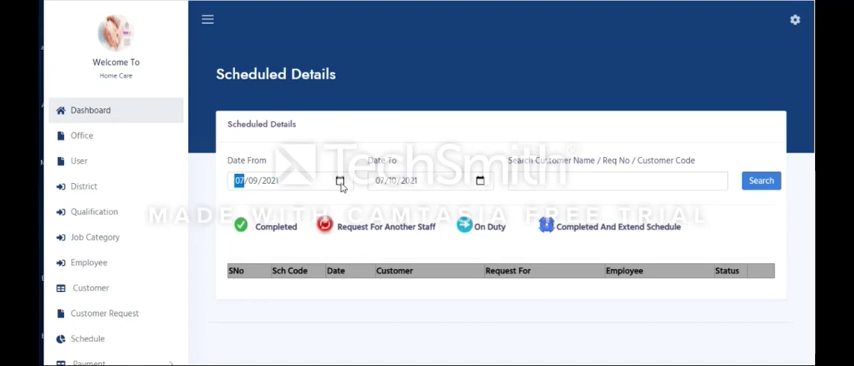 Welcome To
Home Care
Dashboard
Office
User
District
Qualification
Job Category
Employee
Customer
Customer Request
Schedule
Payment
Scheduled Details
Scheduled Details
Date From
Date To
Search Customer Name / Req No / Customer Code
07/09/2021
07/10/2021
Search
TechSmith
MADE WITH CAMTASIA FREE TRIAL
Completed
Request For Another Staff
On Duty
Completed And Extend Schedule
SNo Sch Code Date Customer Request For Employee Status